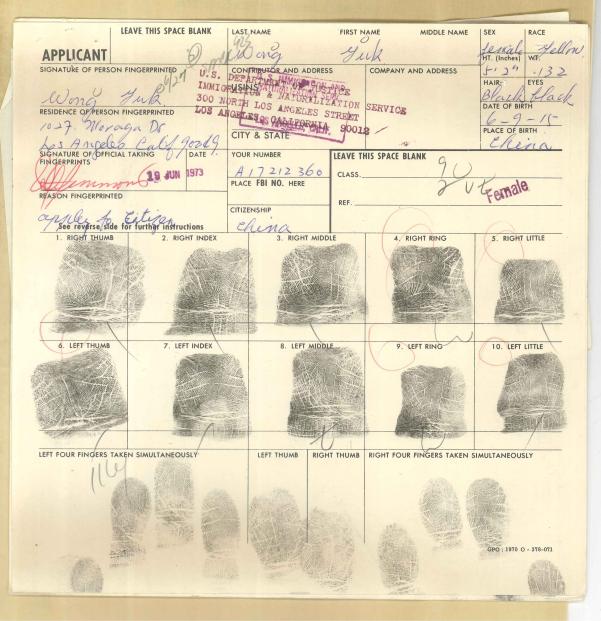 LEAVE THIS SPACE BLANK
APPLICANT
LAST NAME FIRST NAME MIDDLE NAME
Wong Yuk
SEX RACE
female Yellow
HT. (Inches) WT.
5'2" 132
HAIR EYES
Black black
DATE OF BIRTH
6-9-15
PLACE OF BIRTH
China
SIGNATURE OF PERSON FINGERPRINTED
Wong Yuk
CONTRIBUTOR AND ADDRESS
COMPANY AND ADDRESS
USINS
U.S. DEPARTMENT OF JUSTICE
IMMIGRATION & NATURALIZATION SERVICE
300 NORTH LOS ANGELES STREET
LOS ANGELES, CALIFORNIA 90012
RESIDENCE OF PERSON FINGERPRINTED
1027 Moraga Dr
Los Angeles Calif 90049
CITY & STATE
SIGNATURE OF OFFICIAL TAKING
FINGERPRINTS
DATE
19 JUN 1973
YOUR NUMBER
A17212360
PLACE FBI NO. HERE
LEAVE THIS SPACE BLANK
CLASS.
REF.
Female
REASON FINGERPRINTED
apply to Citizen
See reverse side for further instructions
CITIZENSHIP
China
1. RIGHT THUMB 2. RIGHT INDEX 3. RIGHT MIDDLE 4. RIGHT RING 5. RIGHT LITTLE
6. LEFT THUMB 7. LEFT INDEX 8. LEFT MIDDLE 9. LEFT RING 10. LEFT LITTLE
LEFT FOUR FINGERS TAKEN SIMULTANEOUSLY LEFT THUMB RIGHT THUMB RIGHT FOUR FINGERS TAKEN SIMULTANEOUSLY
GPO : 1970 O - 378-073